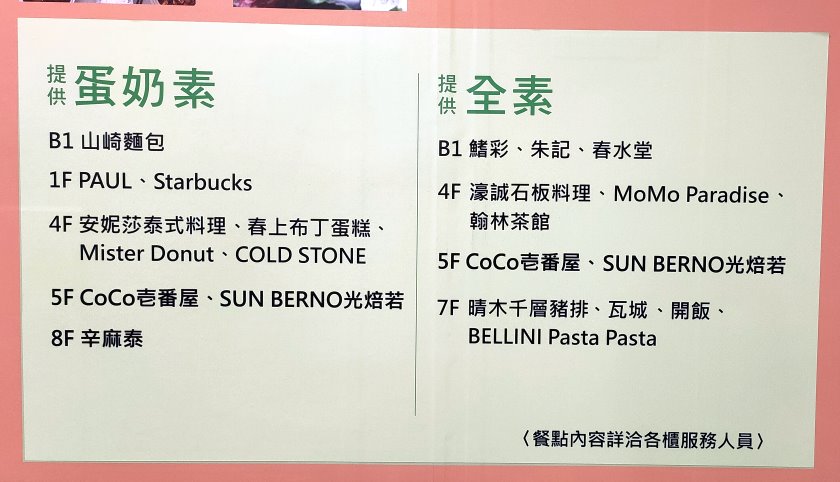 提供 蛋奶素
B1 山崎麵包
1F PAUL、Starbucks
4F 安妮莎泰式料理、春上布丁蛋糕、
Mister Donut、COLD STONE
5F CoCo壱番屋、SUN BERNO光焙若
8F 辛麻泰
提供 全素
B1 鰭彩、朱記、春水堂
4F 濠誠石板料理、MoMo Paradise、
翰林茶館
5F CoCo壱番屋、SUN BERNO光焙若
7F 晴木千層豬排、瓦城、開飯、
BELLINI Pasta Pasta
〈餐點內容詳洽各櫃服務人員〉